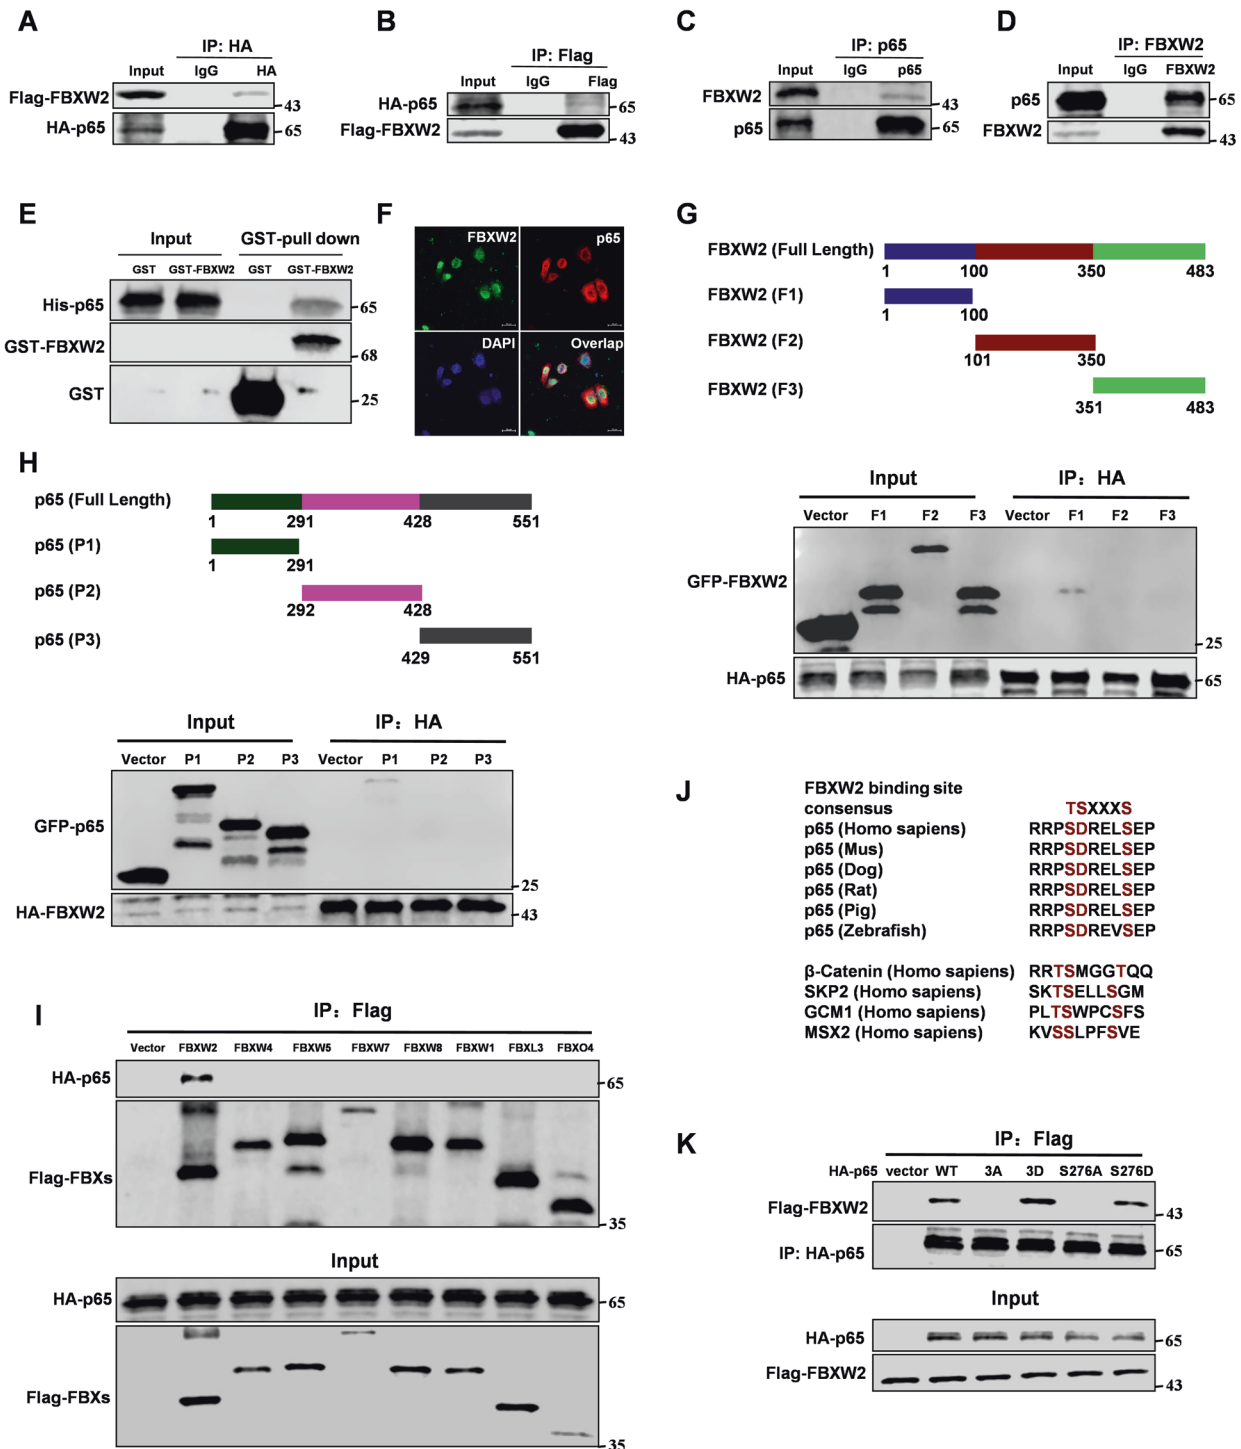 A
IP: HA
Input IgG HA
Flag-FBXW2
43
HA-p65
65
B
IP: Flag
Input IgG Flag
HA-p65
65
Flag-FBXW2
43
C
IP: p65
Input IgG p65
FBXW2
43
p65
65
D
IP: FBXW2
Input IgG FBXW2
p65
65
FBXW2
43
E
Input GST-pull down
GST GST-FBXW2 GST GST-FBXW2
His-p65
65
GST-FBXW2
68
GST
25
F
FBXW2 p65
DAPI Overlap
G
FBXW2 (Full Length)
1 100 350 483
FBXW2 (F1)
1 100
FBXW2 (F2)
101 350
FBXW2 (F3)
351 483
Input IP: HA
Vector F1 F2 F3 Vector F1 F2 F3
GFP-FBXW2
25
HA-p65
65
H
p65 (Full Length)
1 291 428 551
p65 (P1)
1 291
p65 (P2)
292 428
p65 (P3)
429 551
Input IP: HA
Vector P1 P2 P3 Vector P1 P2 P3
GFP-p65
25
HA-FBXW2
43
I
IP: Flag
Vector FBXW2 FBXW4 FBXW5 FBXW7 FBXW8 FBXW1 FBXL3 FBXO4
HA-p65
65
Flag-FBXs
35
Input
HA-p65
65
Flag-FBXs
35
J
FBXW2 binding site
consensus TSXXXS
p65 (Homo sapiens) RRPSDRELSEP
p65 (Mus) RRPSDRELSEP
p65 (Dog) RRPSDRELSEP
p65 (Rat) RRPSDRELSEP
p65 (Pig) RRPSDRELSEP
p65 (Zebrafish) RRPSDREVSEP
β-Catenin (Homo sapiens) RRTSMGGTQQ
SKP2 (Homo sapiens) SKTSELLSGM
GCM1 (Homo sapiens) PLTSWPCSFS
MSX2 (Homo sapiens) KVSSLPFSVE
K
IP: Flag
HA-p65 vector WT 3A 3D S276A S276D
Flag-FBXW2
43
IP: HA-p65
65
Input
HA-p65
65
Flag-FBXW2
43